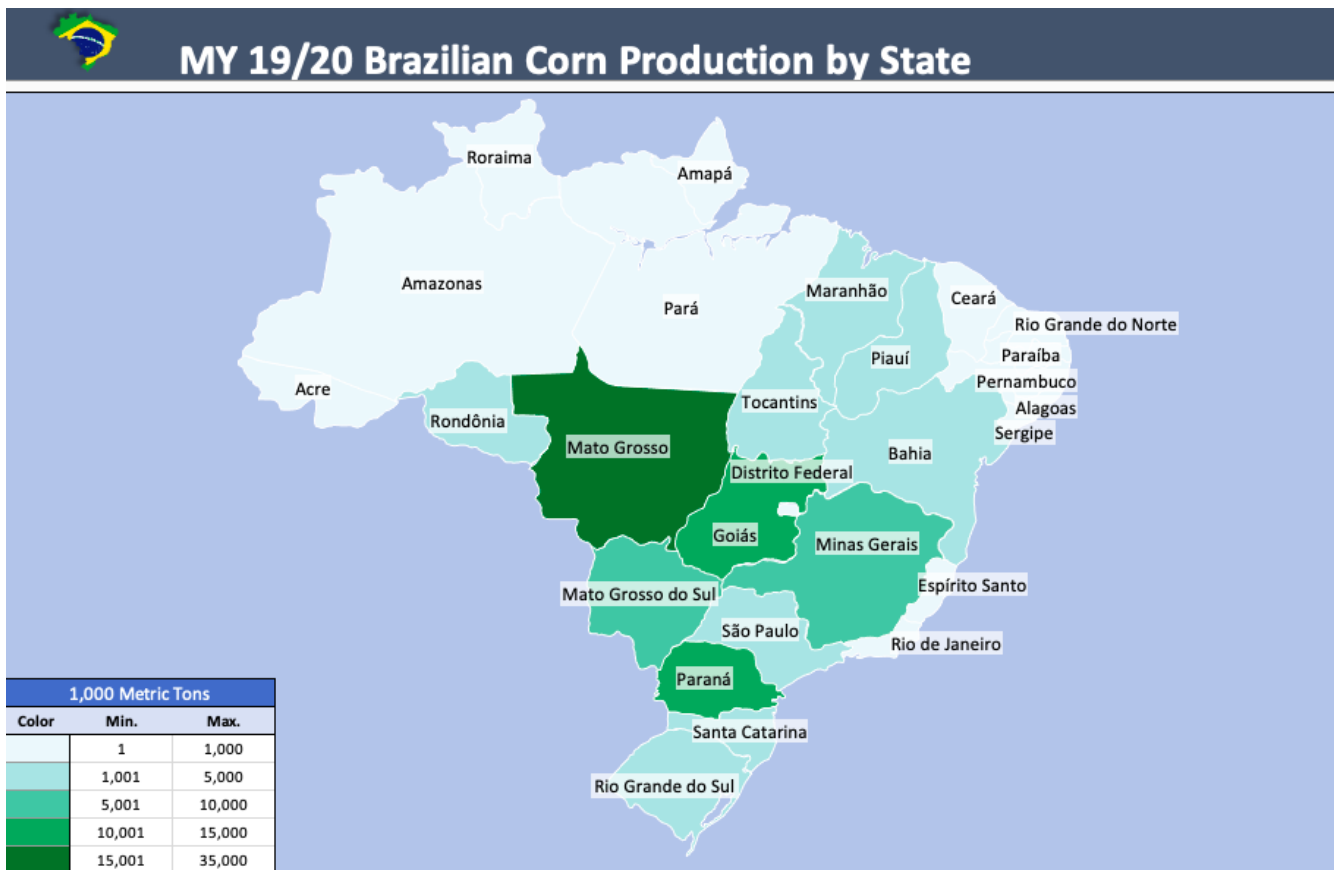 MY 19/20 Brazilian Corn Production by State
Roraima
Amapá
Amazonas
Pará
Maranhão
Ceará
Rio Grande do Norte
Piauí
Paraíba
Pernambuco
Acre
Tocantins
Alagoas
Rondônia
Sergipe
Mato Grosso
Bahia
Distrito Federal
Goiás
Minas Gerais
Espírito Santo
Mato Grosso do Sul
São Paulo
Rio de Janeiro
Paraná
Santa Catarina
Rio Grande do Sul
1,000 Metric Tons
Color Min. Max.
1 1,000
1,001 5,000
5,001 10,000
10,001 15,000
15,001 35,000